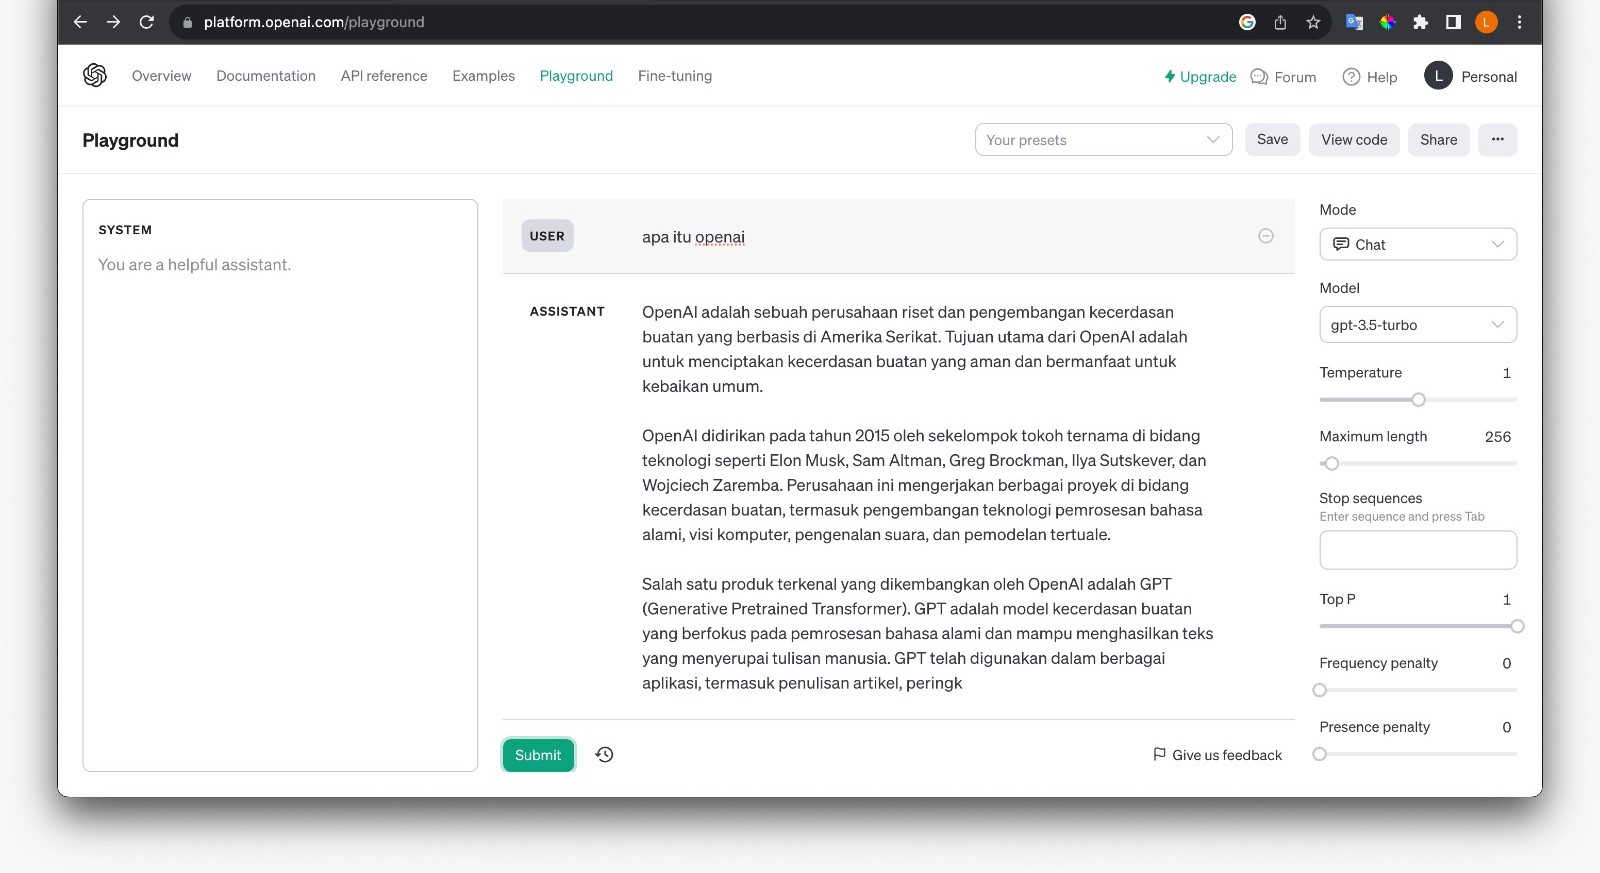 platform.openai.com/playground
L
Overview Documentation API reference Examples Playground Fine-tuning
Upgrade Forum Help L Personal
Playground
Your presets Save View code Share
SYSTEM
You are a helpful assistant.
USER apa itu openai
ASSISTANT
OpenAI adalah sebuah perusahaan riset dan pengembangan kecerdasan
buatan yang berbasis di Amerika Serikat. Tujuan utama dari OpenAI adalah
untuk menciptakan kecerdasan buatan yang aman dan bermanfaat untuk
kebaikan umum.
OpenAI didirikan pada tahun 2015 oleh sekelompok tokoh ternama di bidang
teknologi seperti Elon Musk, Sam Altman, Greg Brockman, Ilya Sutskever, dan
Wojciech Zaremba. Perusahaan ini mengerjakan berbagai proyek di bidang
kecerdasan buatan, termasuk pengembangan teknologi pemrosesan bahasa
alami, visi komputer, pengenalan suara, dan pemodelan tertuale.
Salah satu produk terkenal yang dikembangkan oleh OpenAI adalah GPT
(Generative Pretrained Transformer). GPT adalah model kecerdasan buatan
yang berfokus pada pemrosesan bahasa alami dan mampu menghasilkan teks
yang menyerupai tulisan manusia. GPT telah digunakan dalam berbagai
aplikasi, termasuk penulisan artikel, peringk
Submit
Give us feedback
Mode
Chat
Model
gpt-3.5-turbo
Temperature 1
Maximum length 256
Stop sequences
Enter sequence and press Tab
Top P 1
Frequency penalty 0
Presence penalty 0